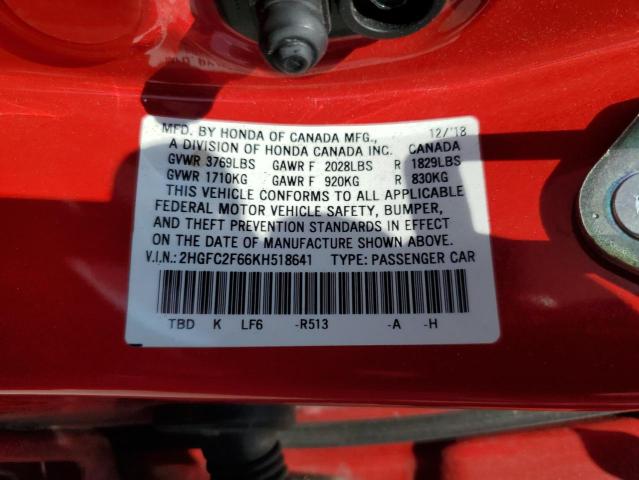 MFD. BY HONDA OF CANADA MFG., 12/'18
A DIVISION OF HONDA CANADA INC. CANADA
GVWR 3769LBS GAWR F 2028LBS R 1829LBS
GVWR 1710KG GAWR F 920KG R 830KG
THIS VEHICLE CONFORMS TO ALL APPLICABLE
FEDERAL MOTOR VEHICLE SAFETY, BUMPER,
AND THEFT PREVENTION STANDARDS IN EFFECT
ON THE DATE OF MANUFACTURE SHOWN ABOVE.
V.I.N.: 2HGFC2F66KH518641 TYPE: PASSENGER CAR
TBD K LF6 -R513 -A -H